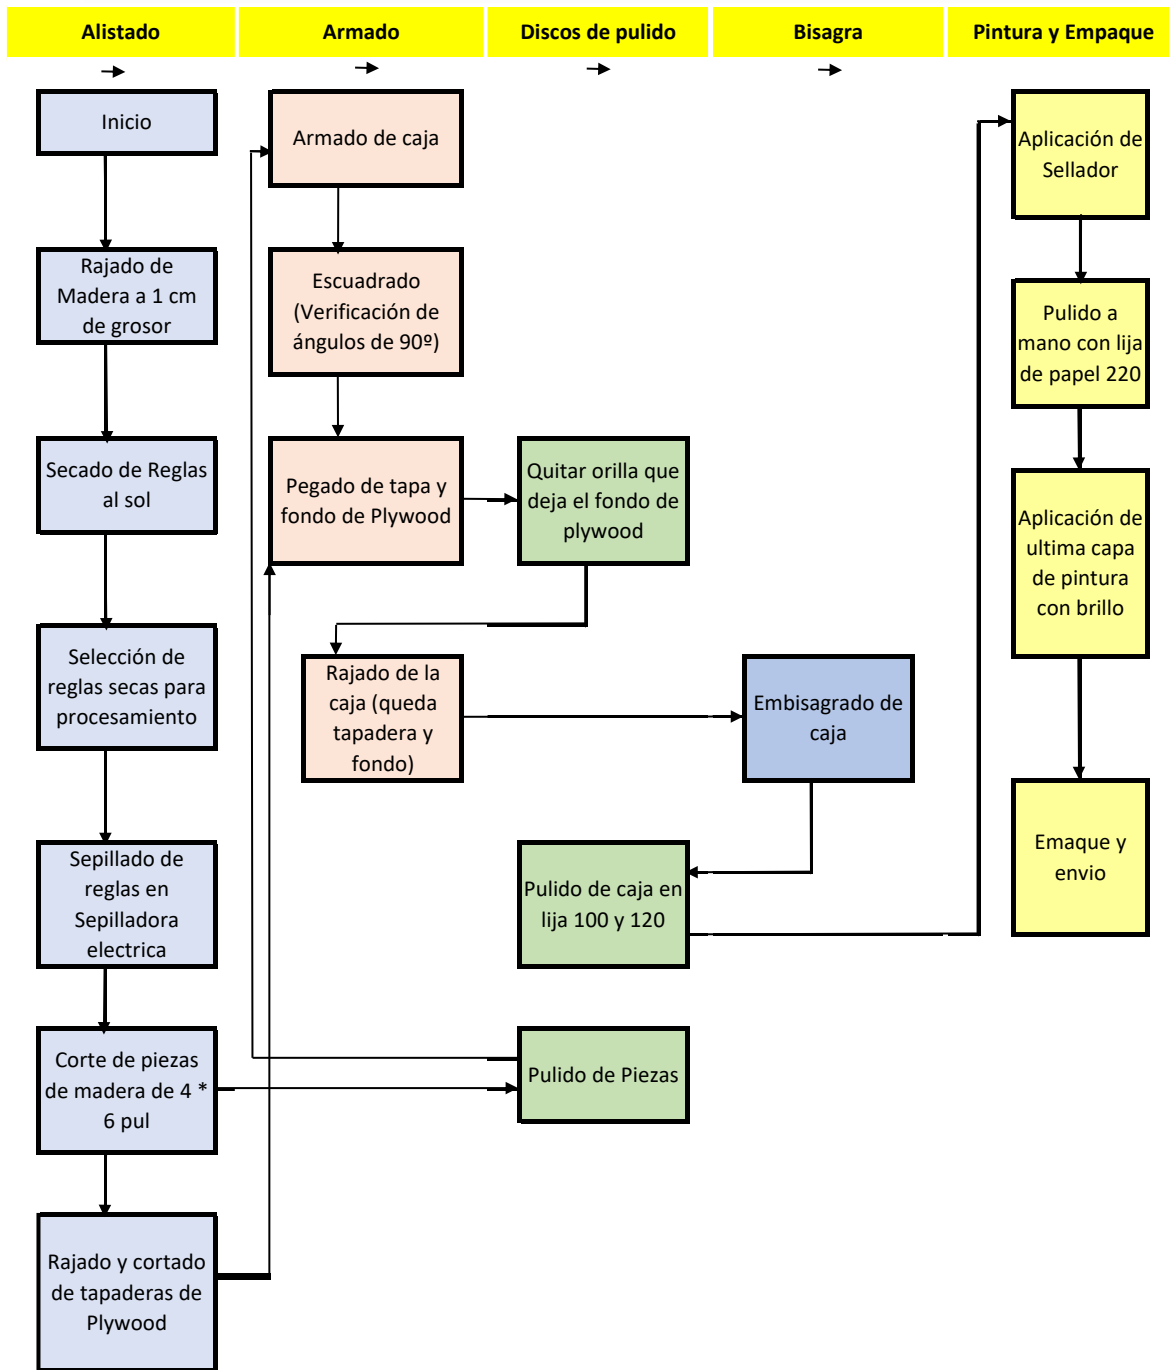 Alistado
Armado
Discos de pulido
Bisagra
Pintura y Empaque
Inicio
Rajado de
Madera a 1 cm
de grosor
Secado de Reglas
al sol
Selección de
reglas secas para
procesamiento
Sepillado de
reglas en
Sepilladora
electrica
Corte de piezas
de madera de 4 *
6 pul
Rajado y cortado
de tapaderas de
Plywood
Armado de caja
Escuadrado
(Verificación de
ángulos de 90º)
Pegado de tapa y
fondo de Plywood
Rajado de la
caja (queda
tapadera y
fondo)
Quitar orilla que
deja el fondo de
plywood
Pulido de caja en
lija 100 y 120
Pulido de Piezas
Embisagrado de
caja
Aplicación de
Sellador
Pulido a
mano con lija
de papel 220
Aplicación de
ultima capa
de pintura
con brillo
Emaque y
envio